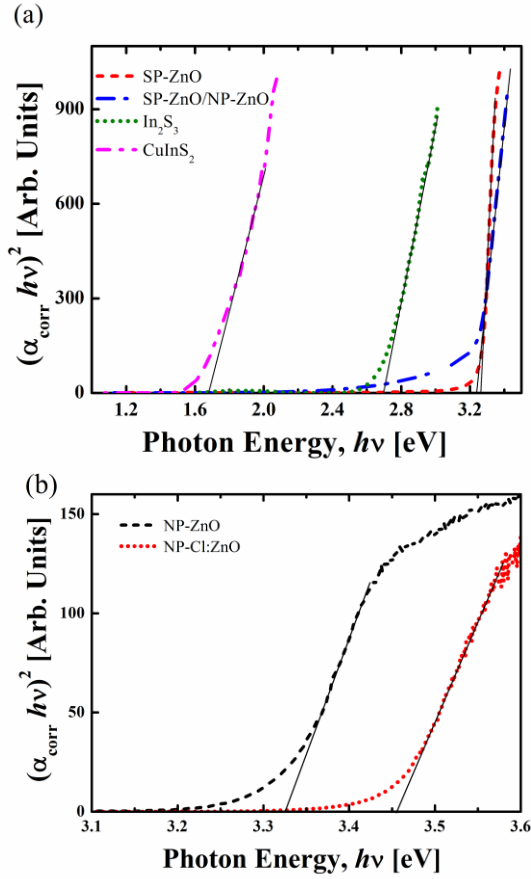 (a)
SP-ZnO
SP-ZnO/NP-ZnO
In₂S₃
CuInS₂
900
600
300
0
(α_corr hν)² [Arb. Units]
1.2 1.6 2.0 2.4 2.8 3.2
Photon Energy, hν [eV]
(b)
NP-ZnO
NP-Cl:ZnO
150
100
50
0
(α_corr hν)² [Arb. Units]
3.1 3.2 3.3 3.4 3.5 3.6
Photon Energy, hν [eV]